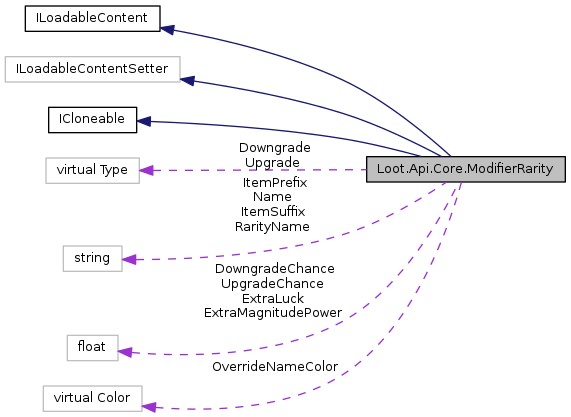 ILoadableContent
ILoadableContentSetter
ICloneable
Downgrade
Upgrade
virtual Type
Loot.Api.Core.ModifierRarity
ItemPrefix
Name
ItemSuffix
RarityName
string
DowngradeChance
UpgradeChance
ExtraLuck
ExtraMagnitudePower
float
OverrideNameColor
virtual Color